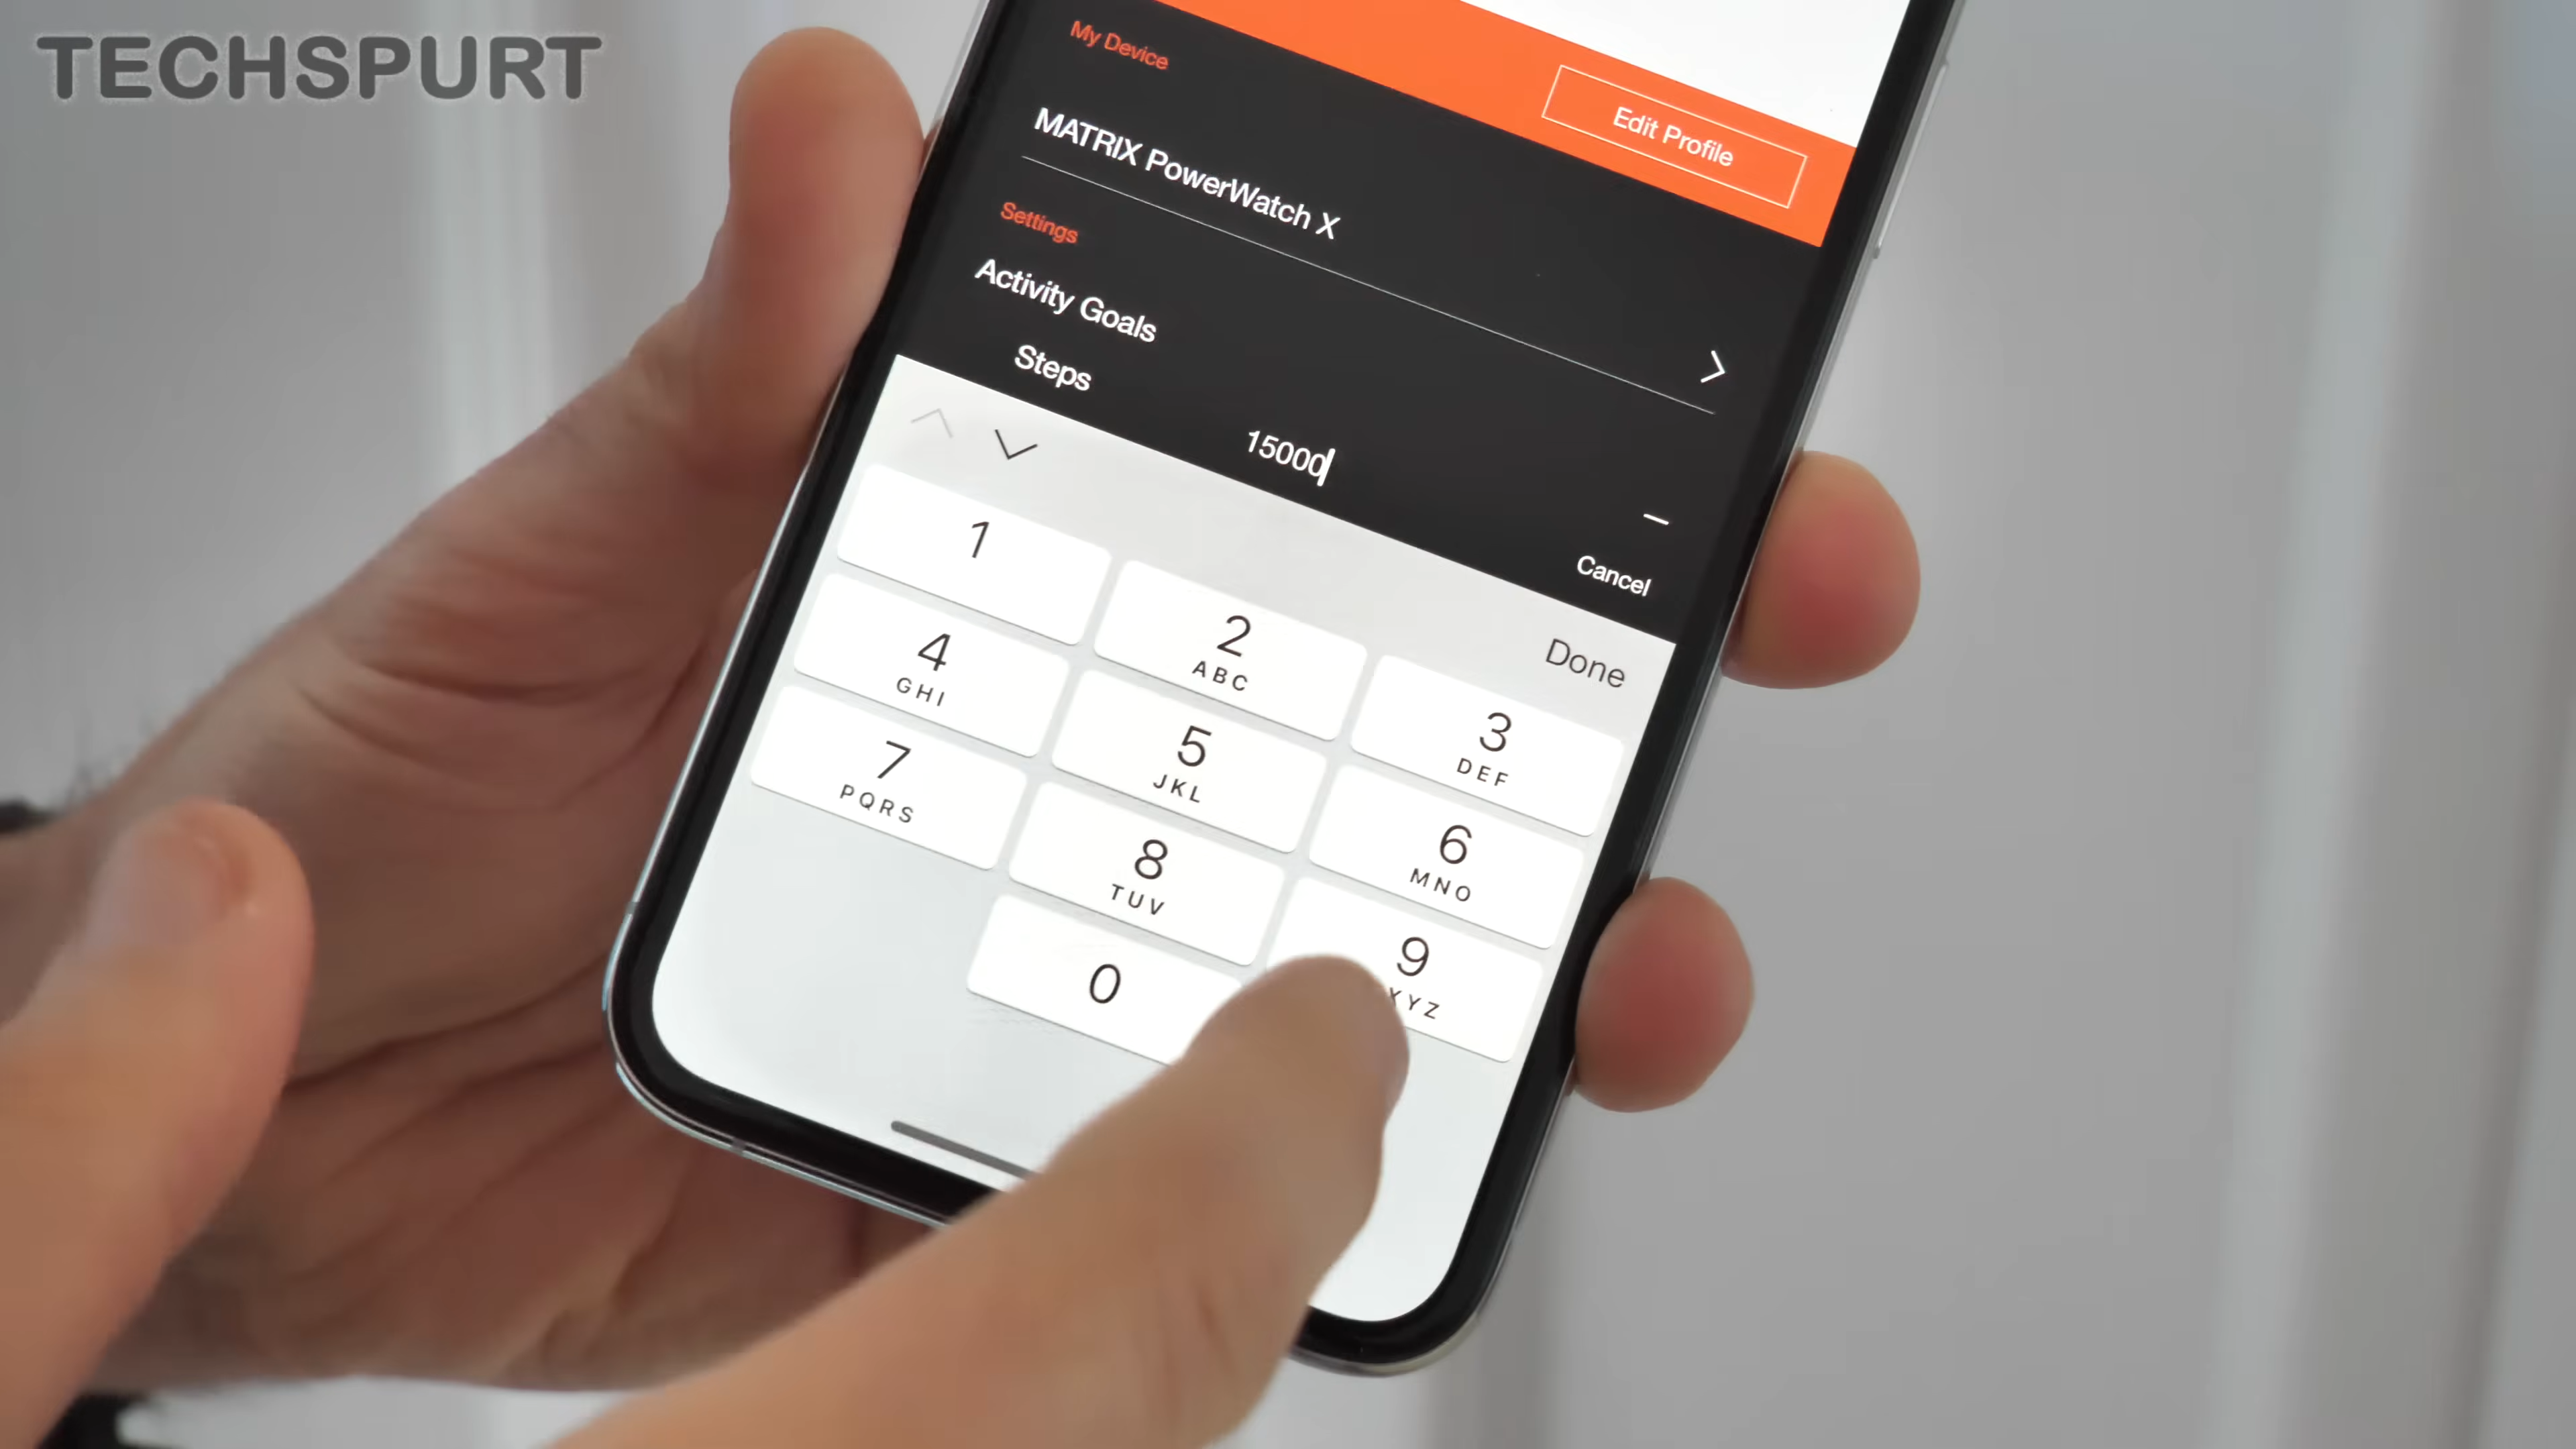 TECHSPURT
My Device
Edit Profile
MATRIX PowerWatch X
Settings
Activity Goals
Steps
15000
Cancel
Done
1
2
ABC
3
DEF
4
GHI
5
JKL
6
MNO
7
PQRS
8
TUV
9
XYZ
0